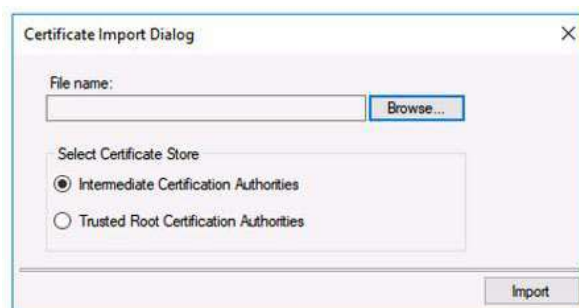 Certificate Import Dialog
File name:
Browse...
Select Certificate Store
Intermediate Certification Authorities
Trusted Root Certification Authorities
Import